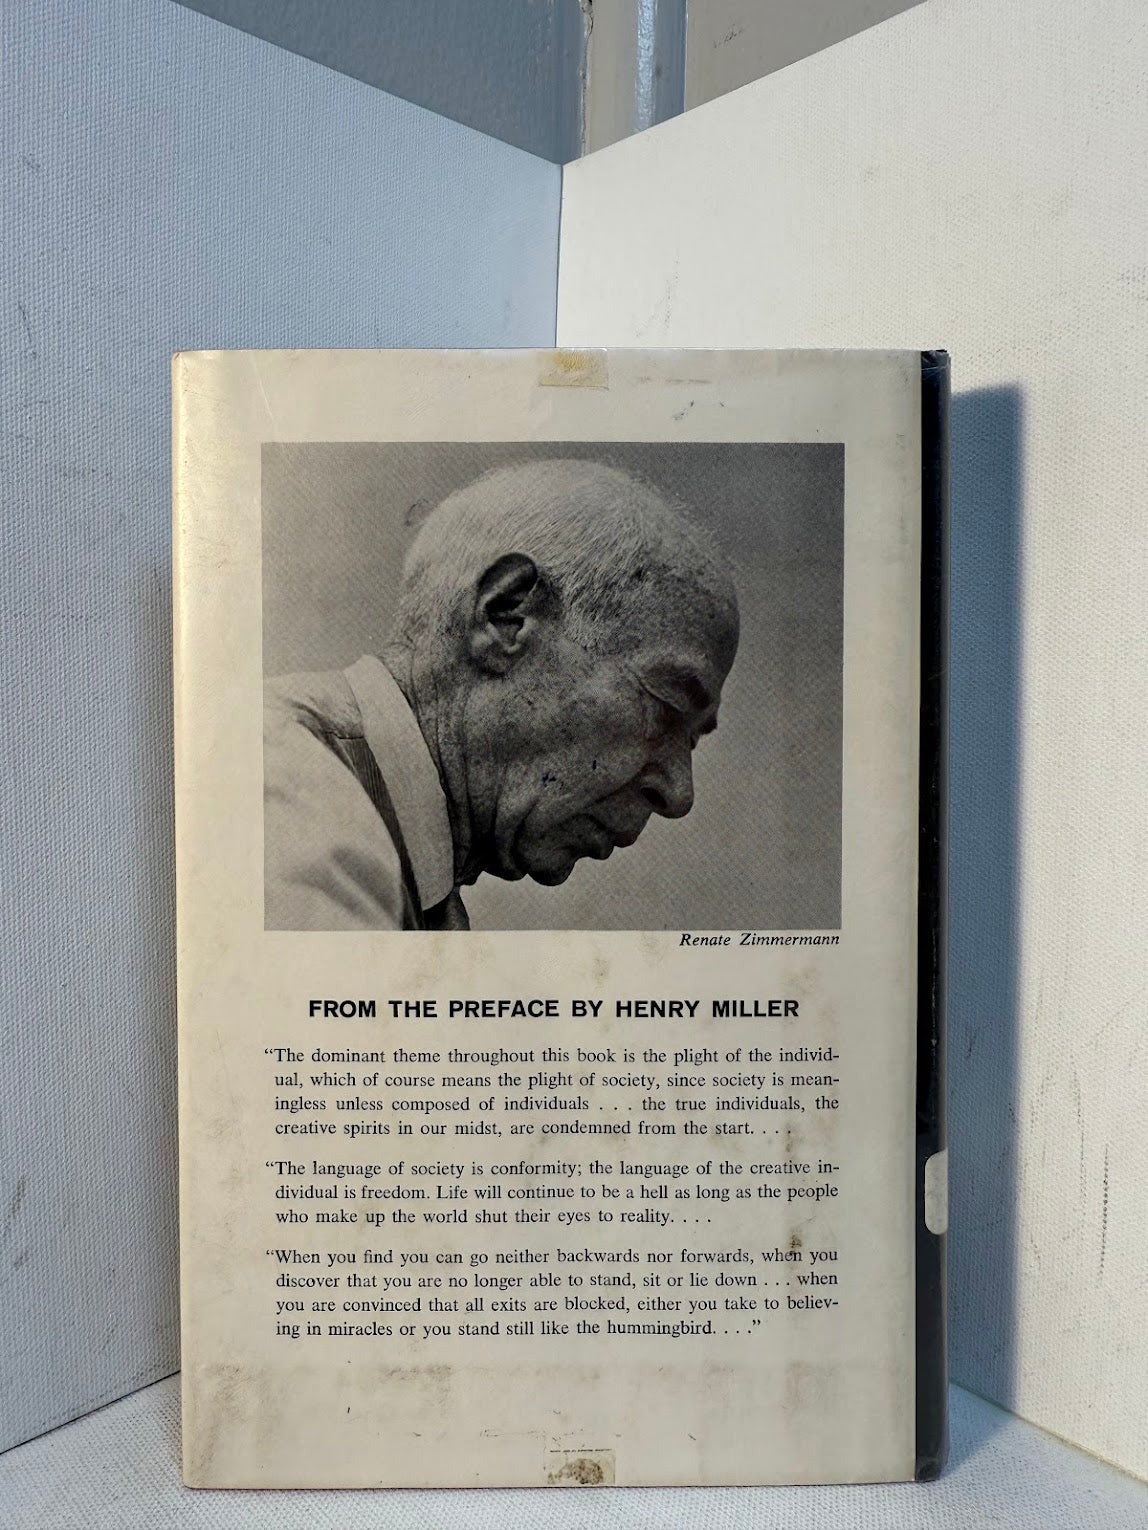 Renate Zimmermann
FROM THE PREFACE BY HENRY MILLER
“The dominant theme throughout this book is the plight of the individ-
ual, which of course means the plight of society, since society is mean-
ingless unless composed of individuals . . . the true individuals, the
creative spirits in our midst, are condemned from the start. . . .
“The language of society is conformity; the language of the creative in-
dividual is freedom. Life will continue to be a hell as long as the people
who make up the world shut their eyes to reality. . . .
“When you find you can go neither backwards nor forwards, when you
discover that you are no longer able to stand, sit or lie down . . . when
you are convinced that all exits are blocked, either you take to believ-
ing in miracles or you stand still like the hummingbird. . . .”